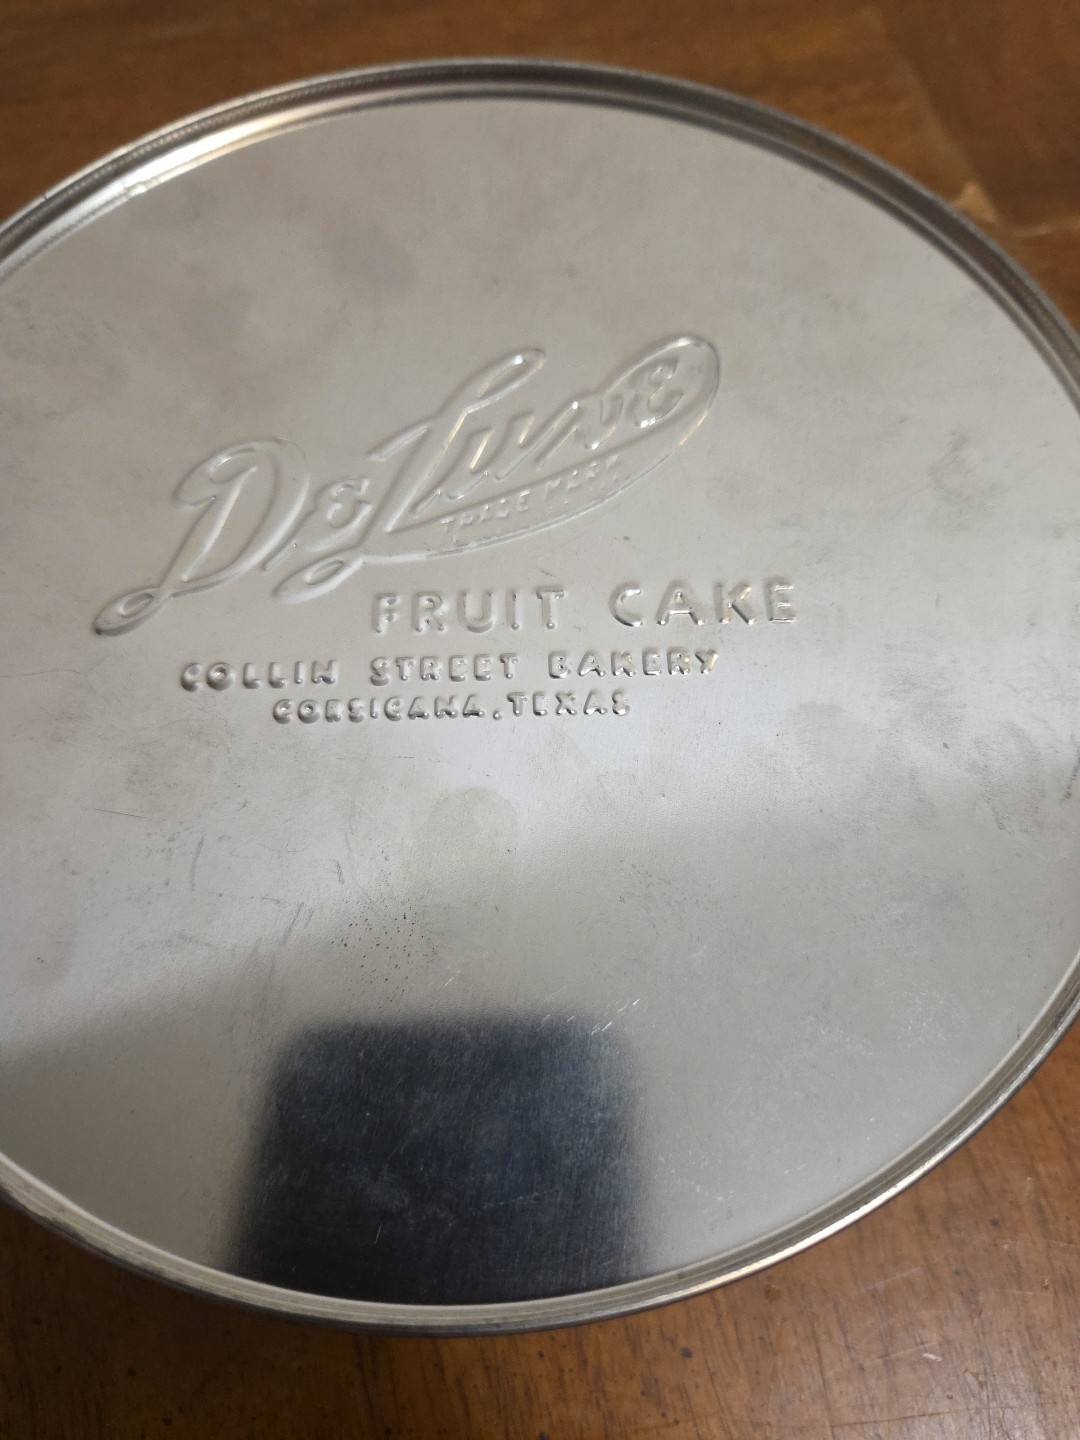 DeLuxe
TRADE MARK
FRUIT CAKE
COLLIN STREET BAKERY
CORSICANA, TEXAS